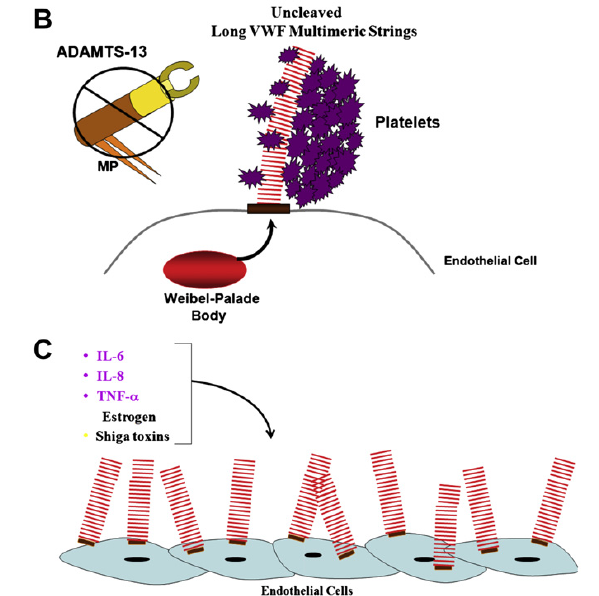 B
Uncleaved
Long VWF Multimeric Strings
ADAMTS-13
MP
Platelets
Endothelial Cell
Weibel-Palade
Body
C
• IL-6
• IL-8
• TNF-α
Estrogen
• Shiga toxins
Endothelial Cells